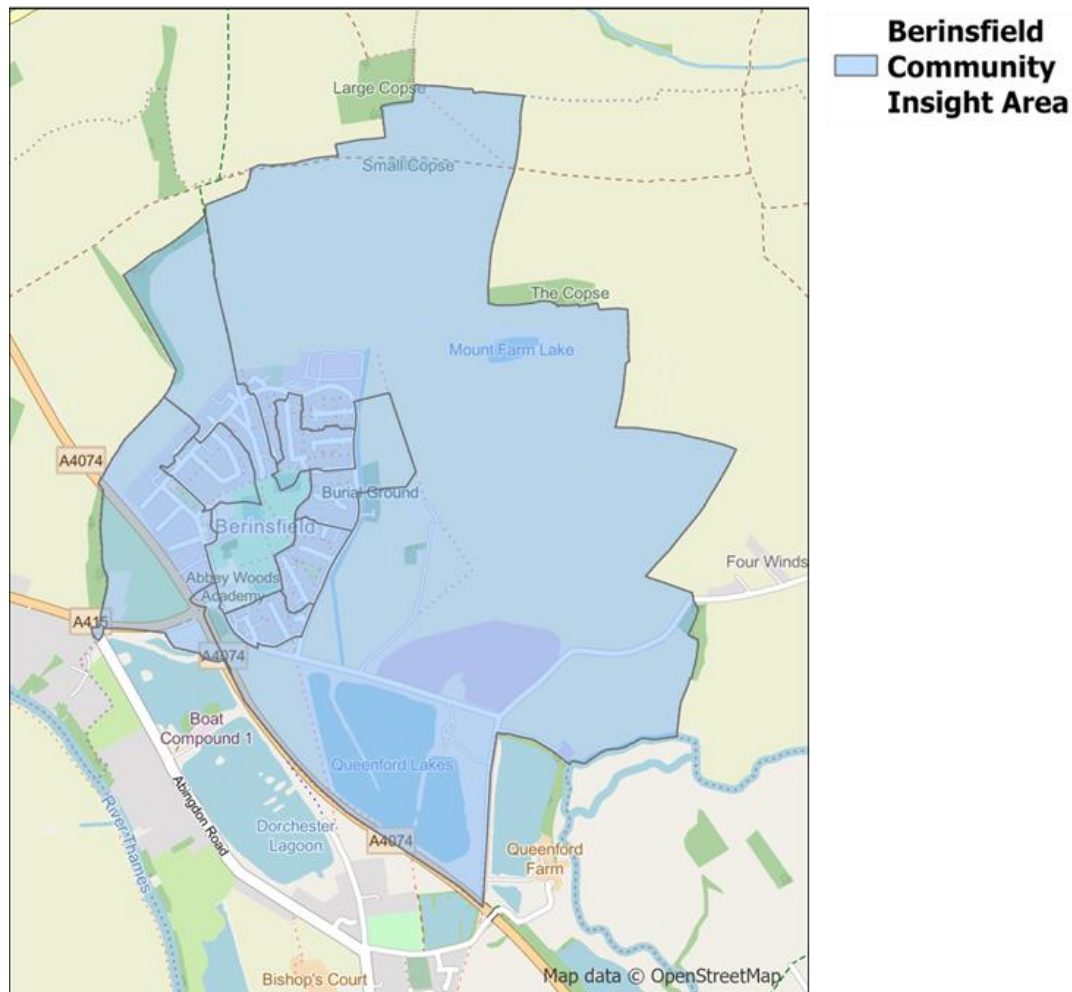 Berinsfield
Community
Insight Area
Large Copse
Small Copse
The Copse
Mount Farm Lake
A4074
Burial Ground
Berinsfield
Four Winds
Abbey Woods
Academy
A415
A4074
Boat
Compound 1
Queenford Lakes
Abingdon Road
River Thames
Dorchester
Lagoon
A4074
Queenford
Farm
Bishop's Court
Map data © OpenStreetMap